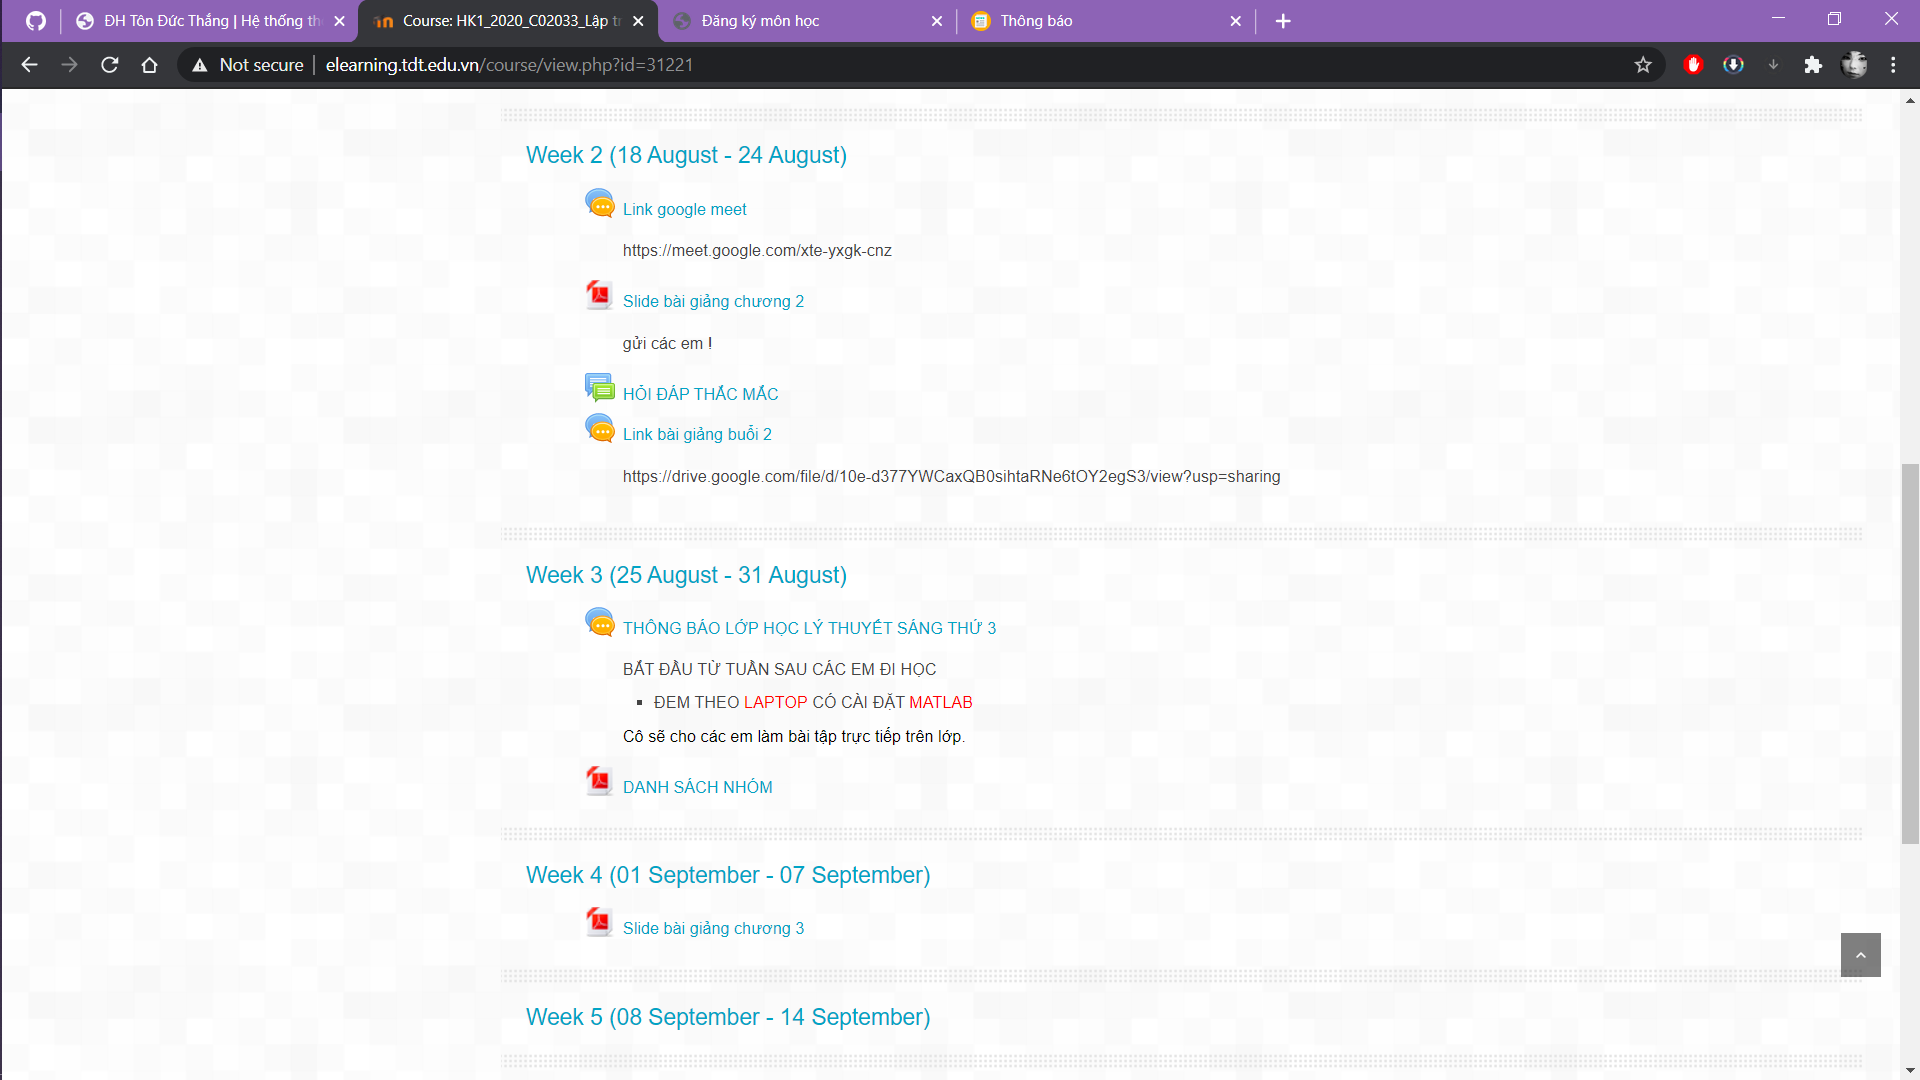 ĐH Tôn Đức Thắng | Hệ thống th
Course: HK1_2020_C02033_Lập tr
Đăng ký môn học
Thông báo
Not secure
elearning.tdt.edu.vn/course/view.php?id=31221
Week 2 (18 August - 24 August)
Link google meet
https://meet.google.com/xte-yxgk-cnz
Slide bài giảng chương 2
gửi các em !
HỎI ĐÁP THẮC MẮC
Link bài giảng buổi 2
https://drive.google.com/file/d/10e-d377YWCaxQB0sihtaRNe6tOY2egS3/view?usp=sharing
Week 3 (25 August - 31 August)
THÔNG BÁO LỚP HỌC LÝ THUYẾT SÁNG THỨ 3
BẮT ĐẦU TỪ TUẦN SAU CÁC EM ĐI HỌC
▪ ĐEM THEO LAPTOP CÓ CÀI ĐẶT MATLAB
Cô sẽ cho các em làm bài tập trực tiếp trên lớp.
DANH SÁCH NHÓM
Week 4 (01 September - 07 September)
Slide bài giảng chương 3
Week 5 (08 September - 14 September)